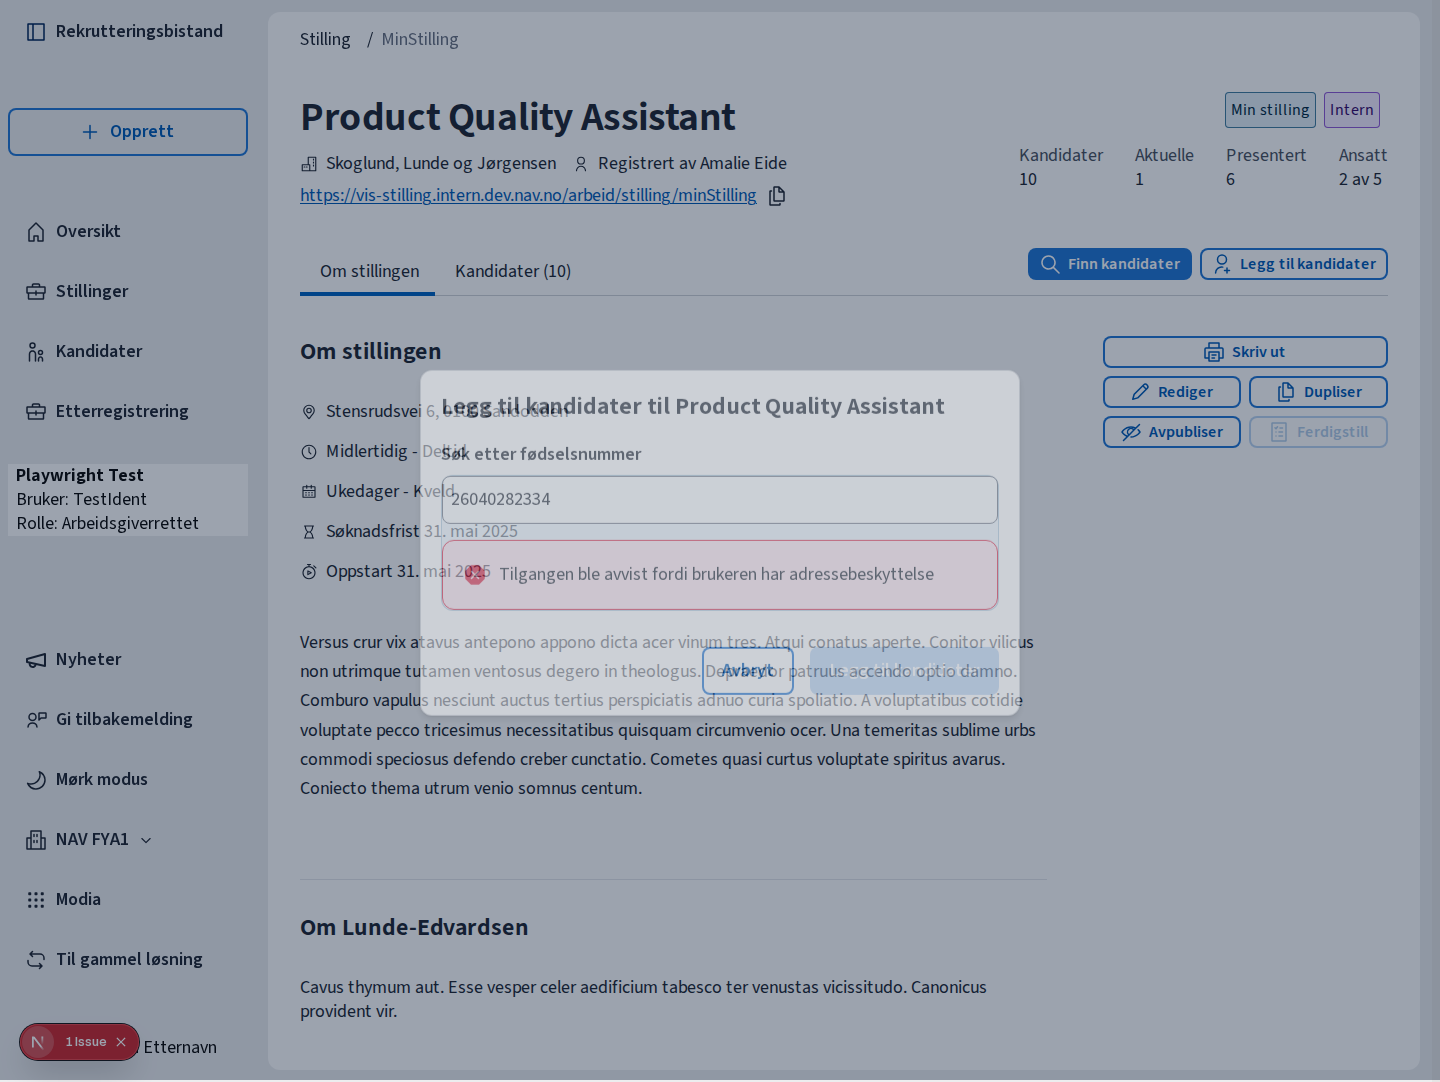 Rekrutteringsbistand
Opprett
Oversikt
Stillinger
Kandidater
Etterregistrering
Playwright Test
Bruker: TestIdent
Rolle: Arbeidsgiverrettet
Nyheter
Gi tilbakemelding
Mørk modus
NAV FYA1
Modia
Til gammel løsning
1 Issue
Etternavn
Stilling / MinStilling
Product Quality Assistant
Min stilling Intern
Skoglund, Lunde og Jørgensen Registrert av Amalie Eide
https://vis-stilling.intern.dev.nav.no/arbeid/stilling/minStilling
Kandidater Aktuelle Presentert Ansatt
10 1 6 2 av 5
Om stillingen Kandidater (10)
Finn kandidater Legg til kandidater
Om stillingen
Skriv ut
Rediger Dupliser
Avpubliser Ferdigstill
Stensrudsvei 6,
Midlertidig - Deltid
Ukedager - Kveld
Søknadsfrist 31. mai 2025
Oppstart 31. mai 2025
Legg til kandidater til Product Quality Assistant
Søk etter fødselsnummer
26040282334
Tilgangen ble avvist fordi brukeren har adressebeskyttelse
Avbryt
Versus crur vix atavus antepono appono dicta acer vinum tres. Atqui conatus aperte. Conitor vilicus
non utrimque tutamen ventosus degero in theologus. patruus accendo optio damno.
Comburo vapulus nesciunt auctus tertius perspiciatis adnuo curia spoliatio. A voluptatibus cotidie
voluptate pecco tricesimus necessitatibus quisquam circumvenio ocer. Una temeritas sublime urbs
commodi speciosus defendo creber cunctatio. Cometes quasi curtus voluptate spiritus avarus.
Coniecto thema utrum venio somnus centum.
Om Lunde-Edvardsen
Cavus thymum aut. Esse vesper celer aedificium tabesco ter venustas vicissitudo. Canonicus
provident vir.